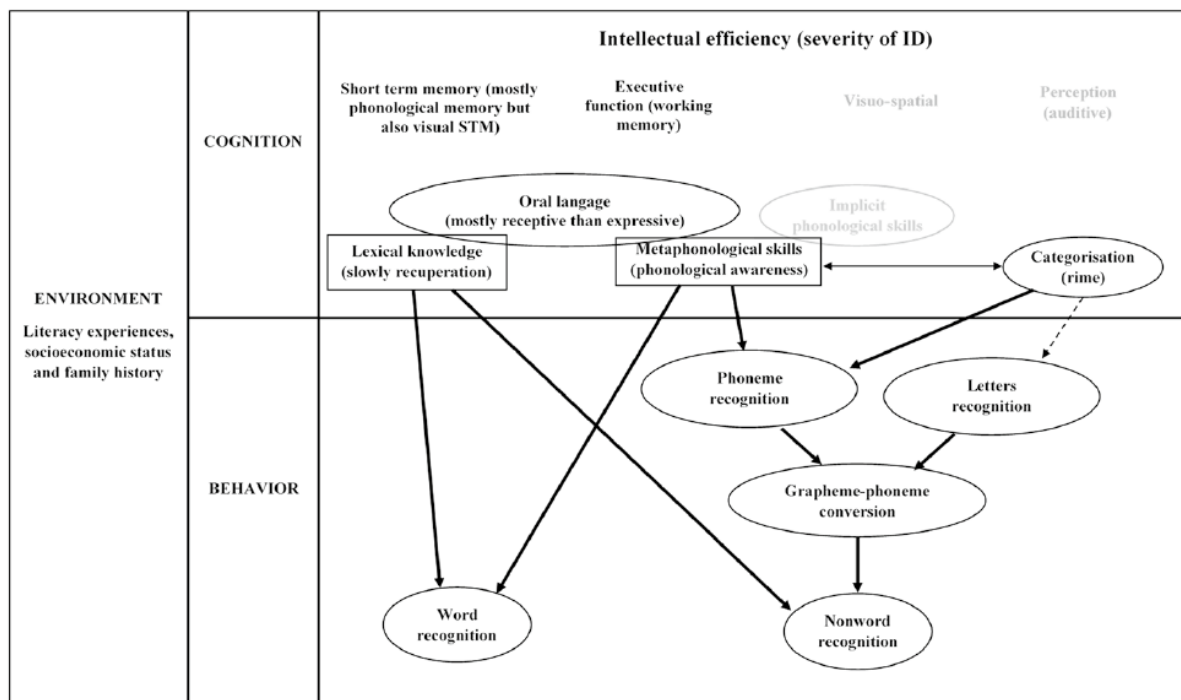 ENVIRONMENT
Literacy experiences,
socioeconomic status
and family history
COGNITION
BEHAVIOR
Intellectual efficiency (severity of ID)
Short term memory (mostly
phonological memory but
also visual STM)
Executive
function (working
memory)
Visuo-spatial
Perception
(auditive)
Oral langage
(mostly receptive than expressive)
Implicit
phonological skills
Lexical knowledge
(slowly recuperation)
Metaphonological skills
(phonological awareness)
Categorisation
(rime)
Phoneme
recognition
Letters
recognition
Grapheme-phoneme
conversion
Word
recognition
Nonword
recognition